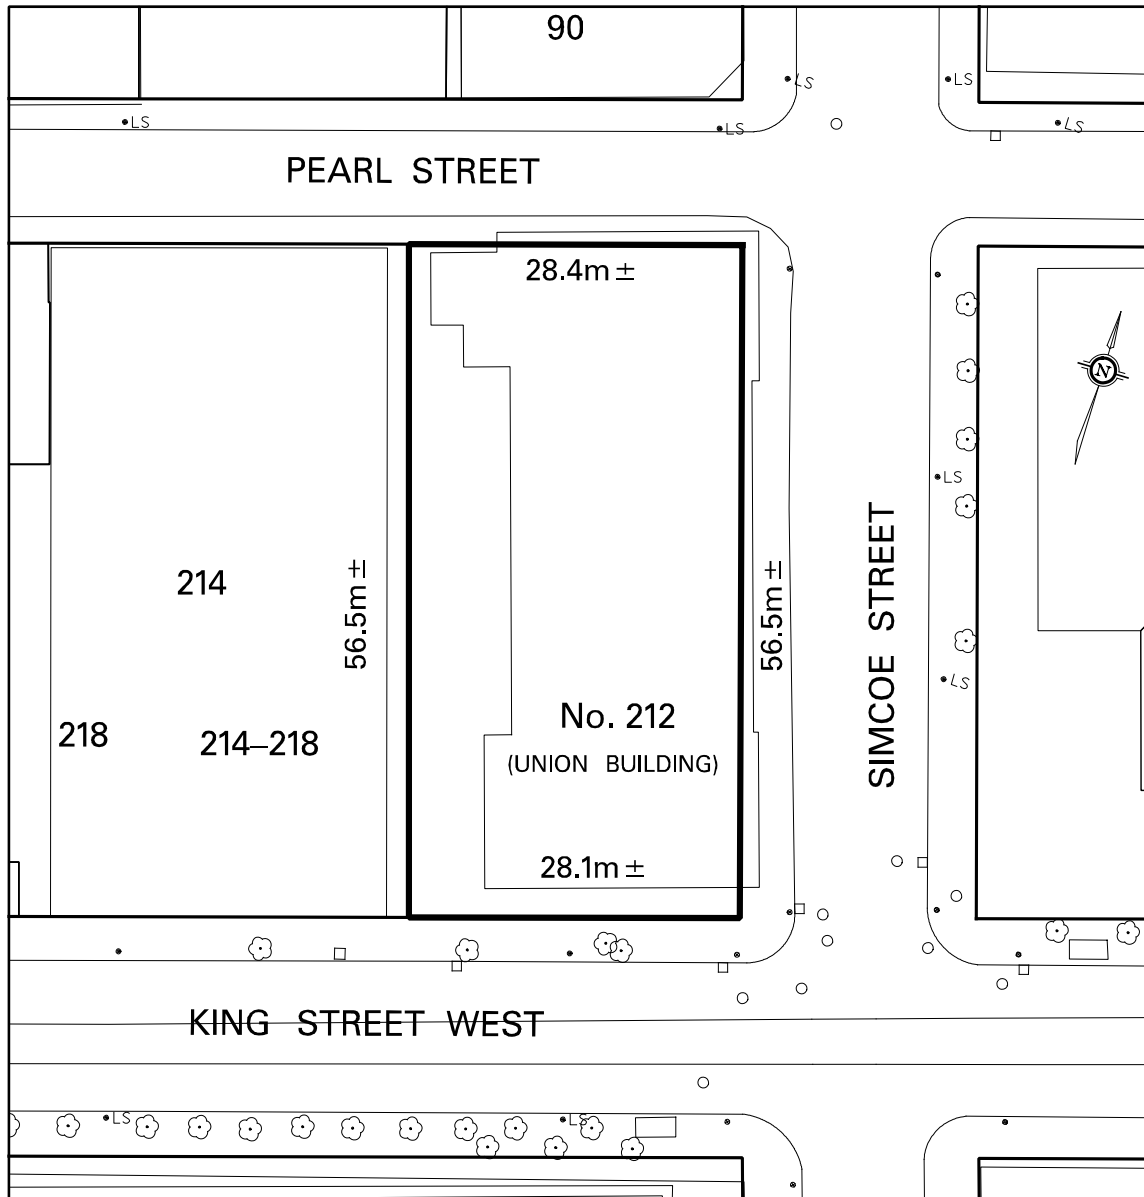 90
LS
LS
LS
LS
LS
PEARL STREET
28.4m ±
N
LS
214
56.5m ±
56.5m ±
SIMCOE STREET
LS
218
214–218
No. 212
(UNION BUILDING)
28.1m ±
KING STREET WEST
LS
LS